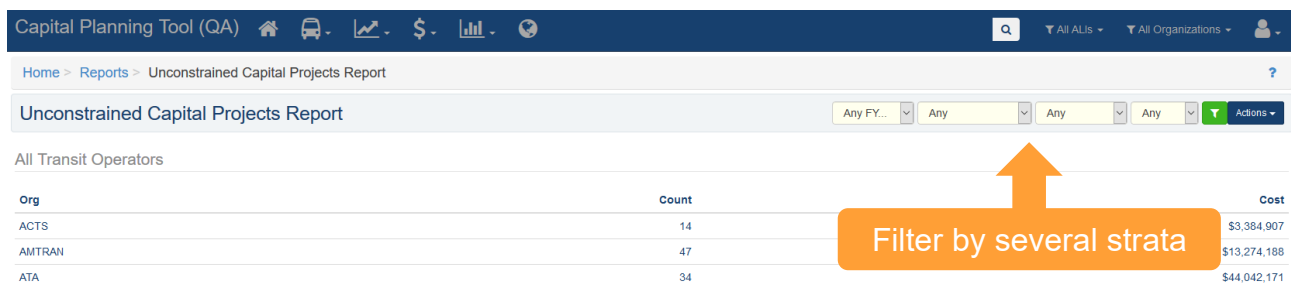 Capital Planning Tool (QA) All ALIs All Organizations
Home > Reports > Unconstrained Capital Projects Report ?
Unconstrained Capital Projects Report Any FY... Any Any Any Actions
All Transit Operators
Org Count Cost
ACTS 14 $3,384,907
AMTRAN 47 $13,274,188
ATA 34 $44,042,171
Filter by several strata